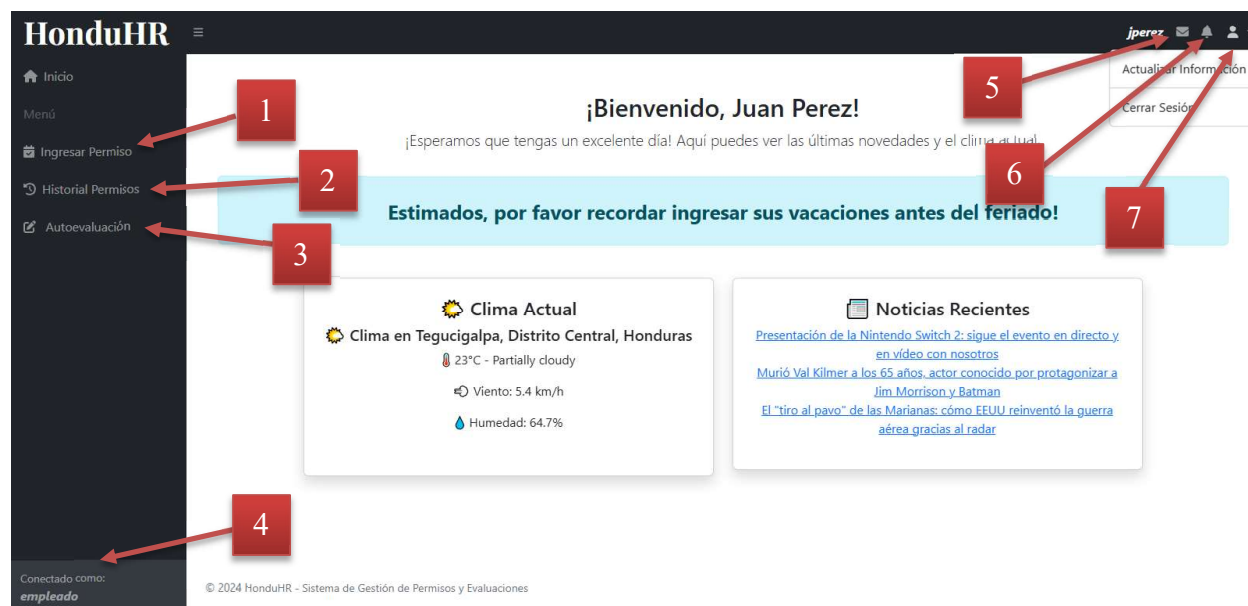 HonduHR
jperez
Inicio
Menú
Ingresar Permiso
Historial Permisos
Autoevaluación
1
2
3
4
5
6
7
Actualizar Información
Cerrar Sesión
¡Bienvenido, Juan Perez!
¡Esperamos que tengas un excelente día! Aquí puedes ver las últimas novedades y el clima actual.
Estimados, por favor recordar ingresar sus vacaciones antes del feriado!
Clima Actual
Clima en Tegucigalpa, Distrito Central, Honduras
23°C - Partially cloudy
Viento: 5.4 km/h
Humedad: 64.7%
Noticias Recientes
Presentación de la Nintendo Switch 2: sigue el evento en directo y
en vídeo con nosotros
Murió Val Kilmer a los 65 años, actor conocido por protagonizar a
Jim Morrison y Batman
El "tiro al pavo" de las Marianas: cómo EEUU reinventó la guerra
aérea gracias al radar
Conectado como:
empleado
© 2024 HonduHR - Sistema de Gestión de Permisos y Evaluaciones